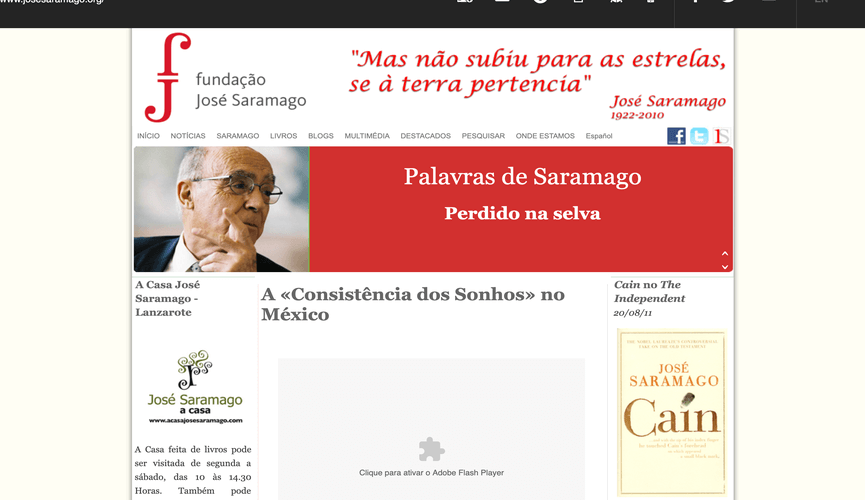 www.josesaramago.org/
EN
fundação
José Saramago
"Mas não subiu para as estrelas,
se à terra pertencia"
José Saramago
1922-2010
INÍCIO NOTÍCIAS SARAMAGO LIVROS BLOGS MULTIMÉDIA DESTACADOS PESQUISAR ONDE ESTAMOS Español
Palavras de Saramago
Perdido na selva
A Casa José
Saramago -
Lanzarote
José Saramago
a casa
www.acasajosesaramago.com
A Casa feita de livros pode
ser visitada de segunda a
sábado, das 10 às 14.30
Horas. Também pode
A «Consistência dos Sonhos» no
México
Clique para ativar o Adobe Flash Player
Cain no The
Independent
20/08/11
JOSÉ
SARAMAGO
Cain